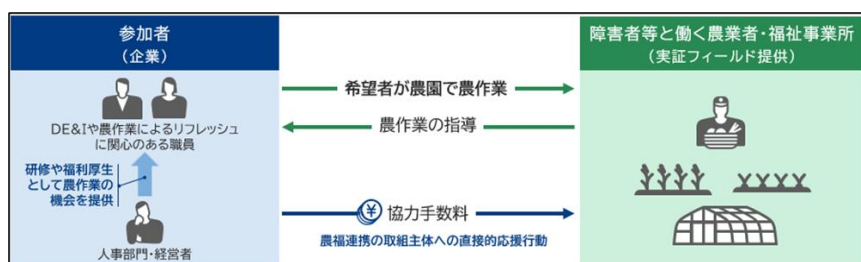 参加者
（企業）
DE&Iや農作業によるリフレッシュ
に関心のある職員
研修や福利厚生
として農作業の
機会を提供
人事部門・経営者
希望者が農園で農作業
農作業の指導
¥ 協力手数料
農福連携の取組主体への直接的応援行動
障害者等と働く農業者・福祉事業所
（実証フィールド提供）